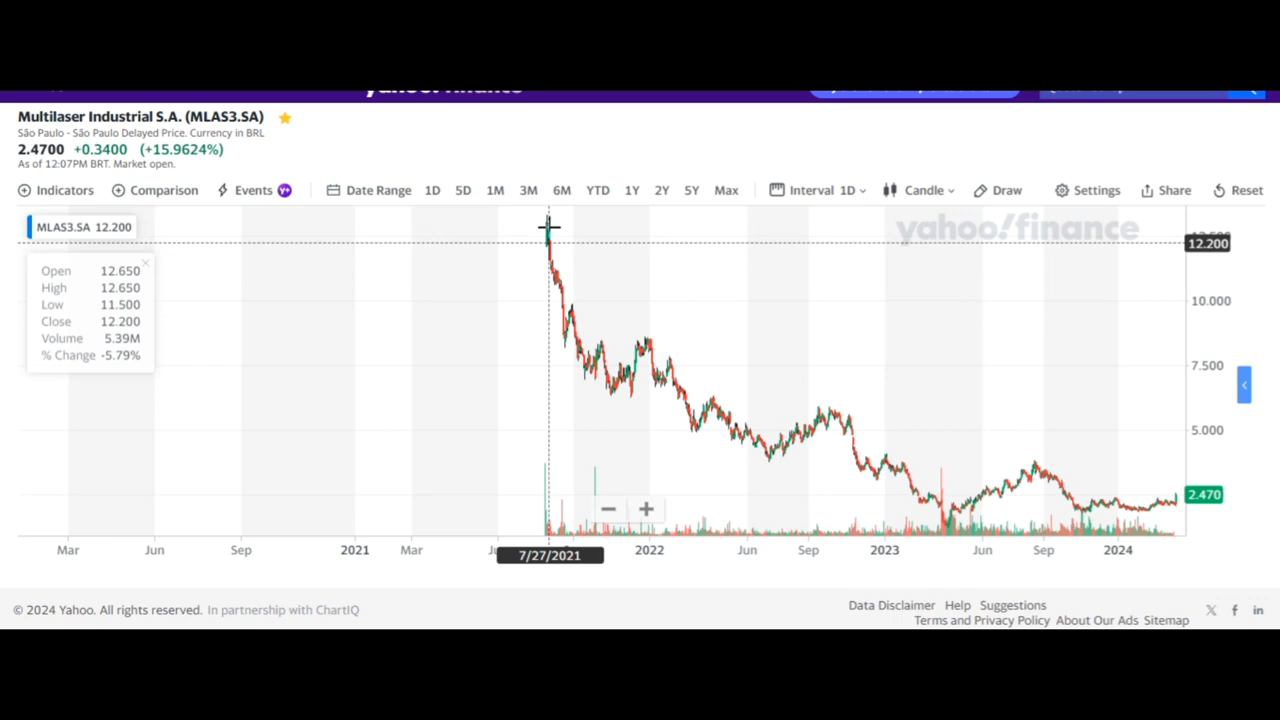 Multilaser Industrial S.A. (MLAS3.SA)
São Paulo - São Paulo Delayed Price. Currency in BRL
2.4700 +0.3400 (+15.9624%)
As of 12:07PM BRT. Market open.
Indicators Comparison Events Y+ Date Range 1D 5D 1M 3M 6M YTD 1Y 2Y 5Y Max Interval 1D Candle Draw Settings Share Reset
MLAS3.SA 12.200
yahoo!finance
12.200
Open 12.650
High 12.650
Low 11.500
Close 12.200
Volume 5.39M
% Change -5.79%
10.000
7.500
5.000
2.470
Mar Jun Sep 2021 Mar 7/27/2021 2022 Jun Sep 2023 Jun Sep 2024
© 2024 Yahoo. All rights reserved. In partnership with ChartIQ
Data Disclaimer Help Suggestions
Terms and Privacy Policy About Our Ads Sitemap